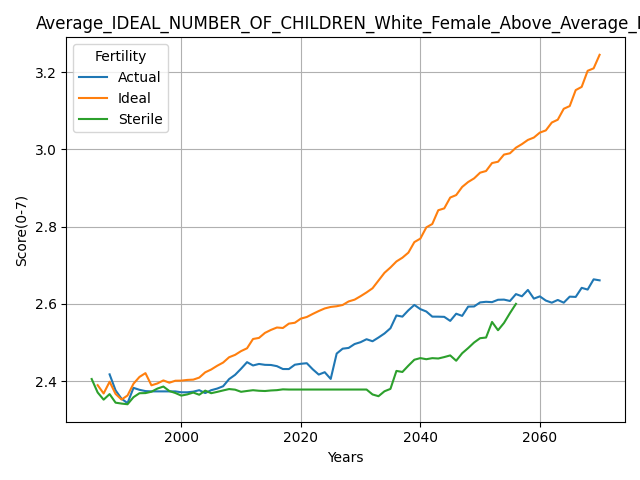 Average_IDEAL_NUMBER_OF_CHILDREN_White_Female_Above_Average_I
Fertility
Actual
Ideal
Sterile
3.2
3.0
2.8
2.6
2.4
Score(0-7)
2000
2020
2040
2060
Years